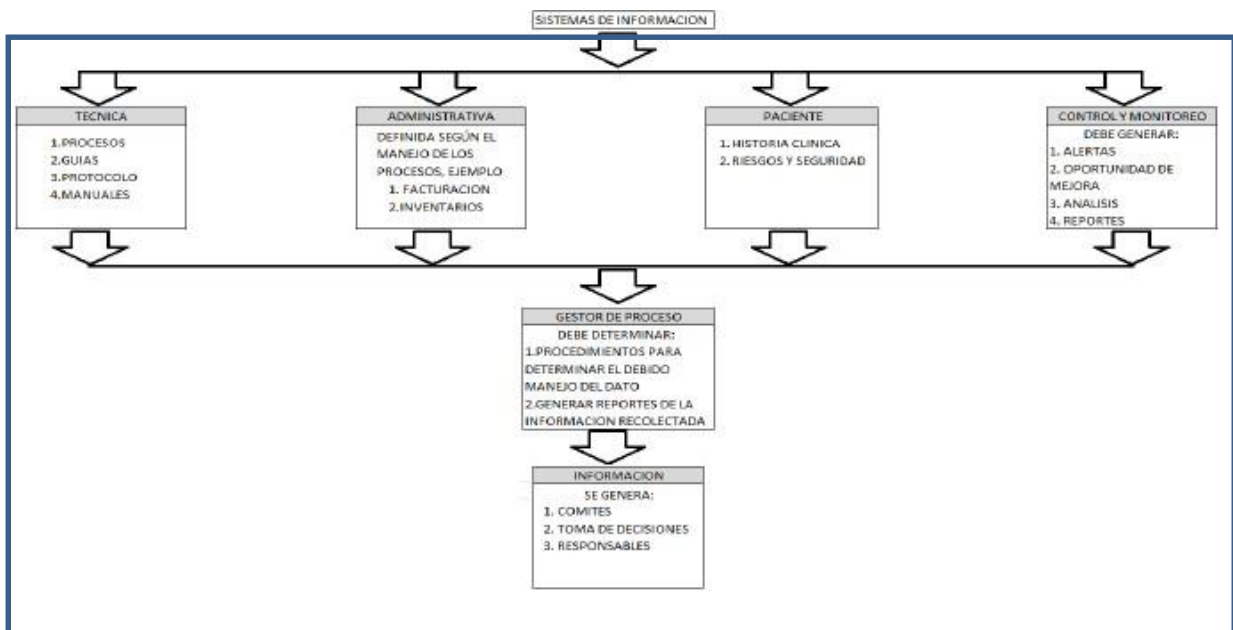 SISTEMAS DE INFORMACION
TECNICA
1.PROCESOS
2.GUIAS
3.PROTOCOLO
4.MANUALES
ADMINISTRATIVA
DEFINIDA SEGÚN EL
MANEJO DE LOS
PROCESOS, EJEMPLO
1. FACTURACION
2.INVENTARIOS
PACIENTE
1. HISTORIA CLINICA
2. RIESGOS Y SEGURIDAD
CONTROL Y MONITOREO
DEBE GENERAR:
1. ALERTAS
2. OPORTUNIDAD DE
MEJORA
3. ANALISIS
4. REPORTES
GESTOR DE PROCESO
DEBE DETERMINAR:
1.PROCEDIMIENTOS PARA
DETERMINAR EL DEBIDO
MANEJO DEL DATO
2.GENERAR REPORTES DE LA
INFORMACION RECOLECTADA
INFORMACION
SE GENERA:
1. COMITES
2. TOMA DE DECISIONES
3. RESPONSABLES